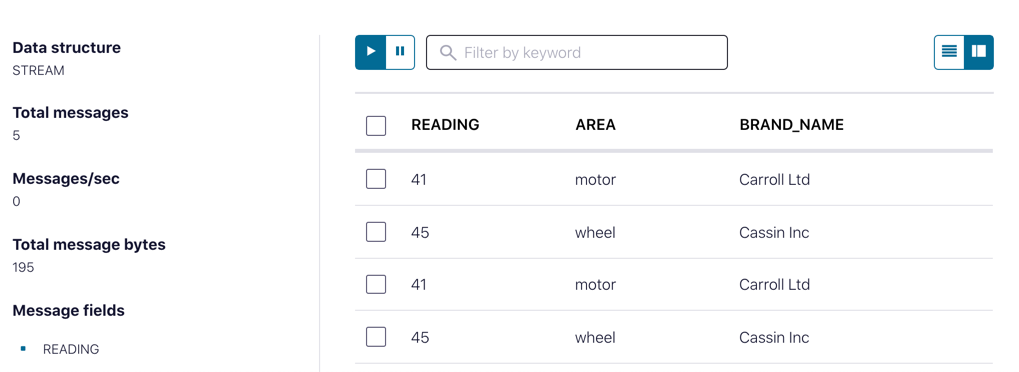 Data structure
STREAM
Total messages
5
Messages/sec
0
Total message bytes
195
Message fields
READING
Filter by keyword
READING AREA BRAND_NAME
41 motor Carroll Ltd
45 wheel Cassin Inc
41 motor Carroll Ltd
45 wheel Cassin Inc